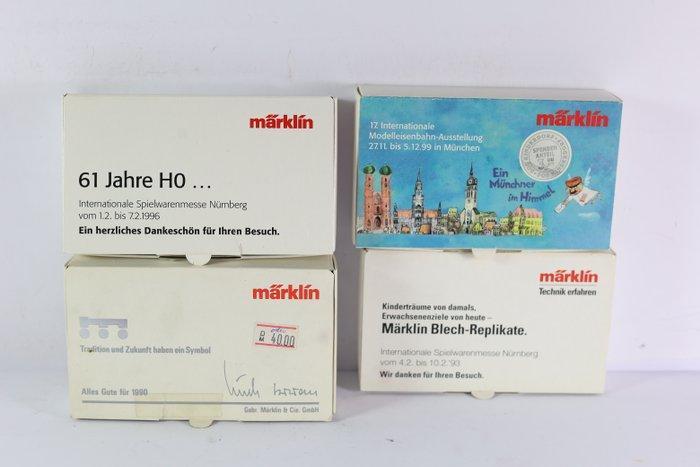 märklin
61 Jahre H0 ...
Internationale Spielwarenmesse Nürnberg
vom 1.2. bis 7.2.1996
Ein herzliches Dankeschön für Ihren Besuch.
märklin
17. Internationale
Modelleisenbahn-Ausstellung
27.11. bis 5.12.99 in München
SPENDEN
ANTEIL
Ein
Münchner
im Himmel
märklin
oder
DM 40.00
Tradition und Zukunft haben ein Symbol
Alles Gute für 1990
Gebr. Märklin & Cie. GmbH
märklin
Technik erfahren
Kinderträume von damals,
Erwachsenenziele von heute –
Märklin Blech-Replikate.
Internationale Spielwarenmesse Nürnberg
vom 4.2. bis 10.2.'93
Wir danken für Ihren Besuch.